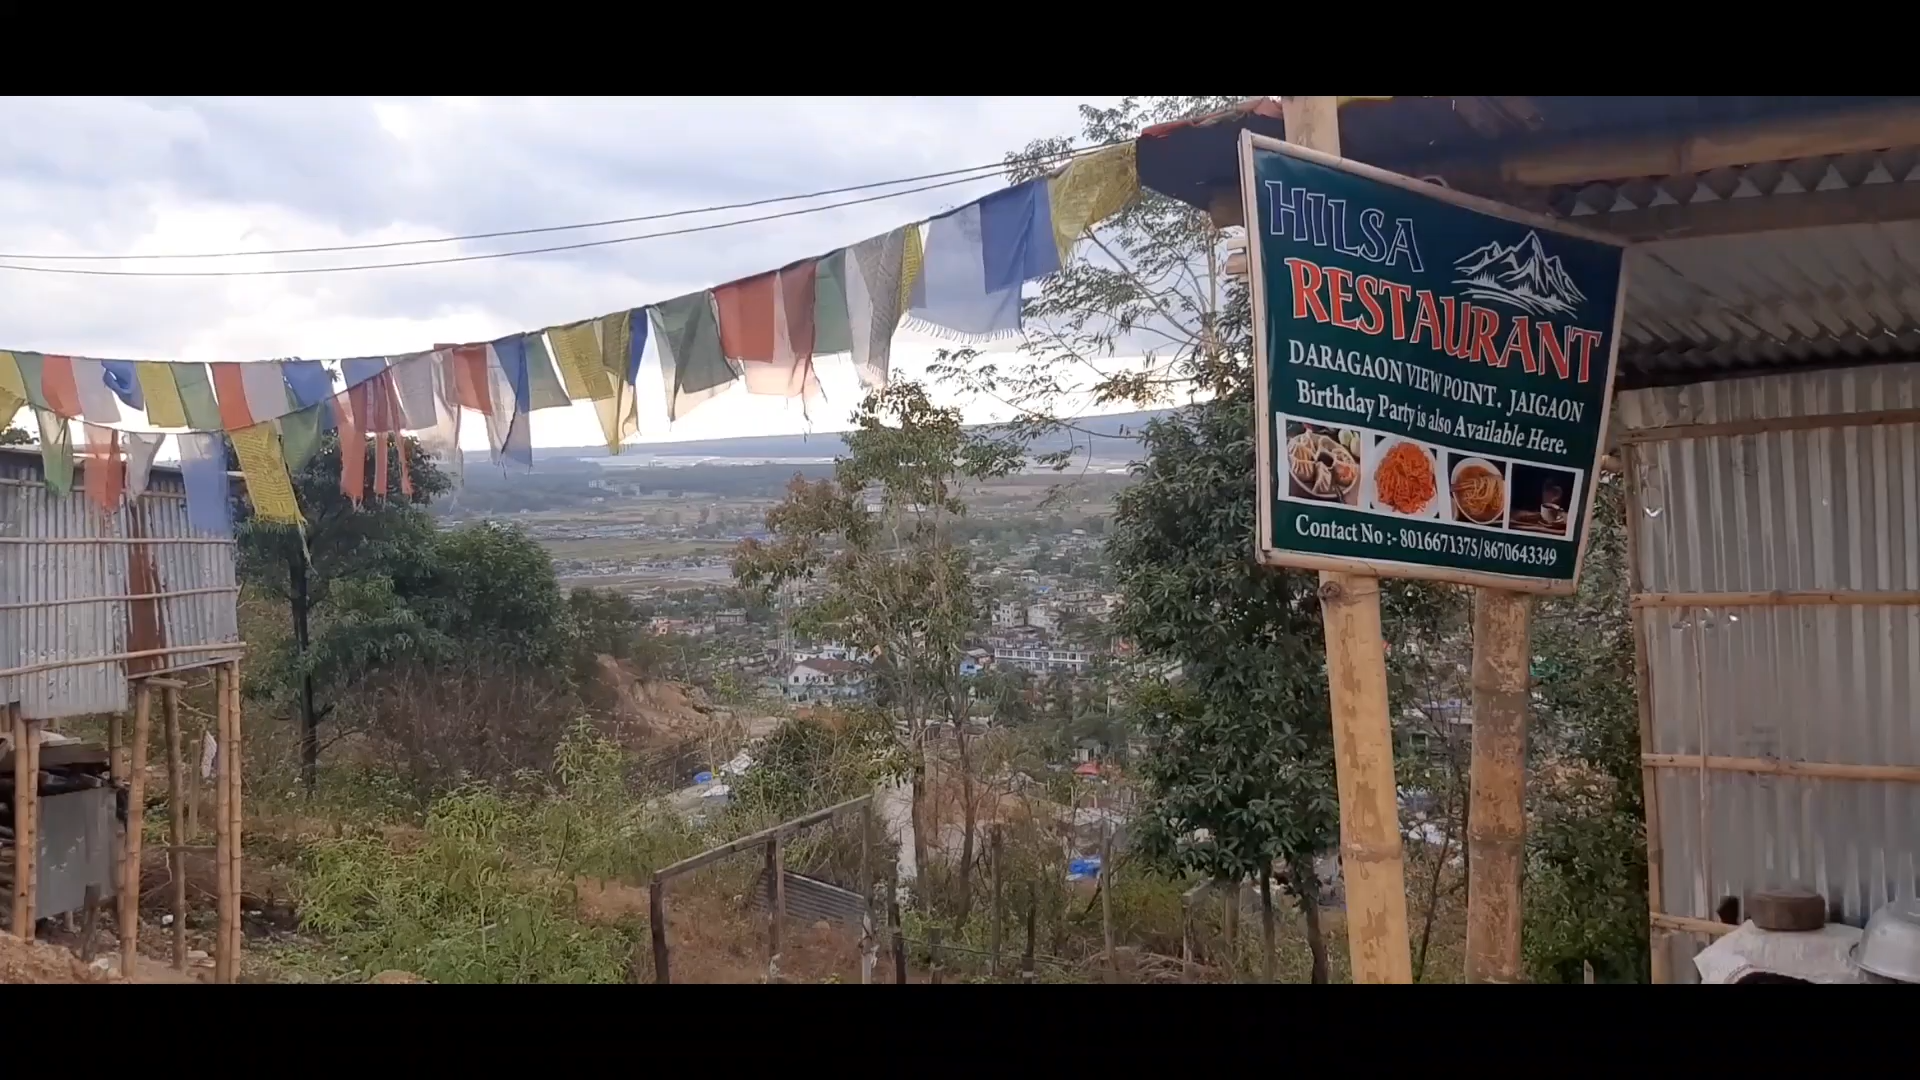 HILSA
RESTAURANT
DARAGAON VIEW POINT. JAIGAON
Birthday Party is also Available Here.
Contact No :- 8016671375/8670643349